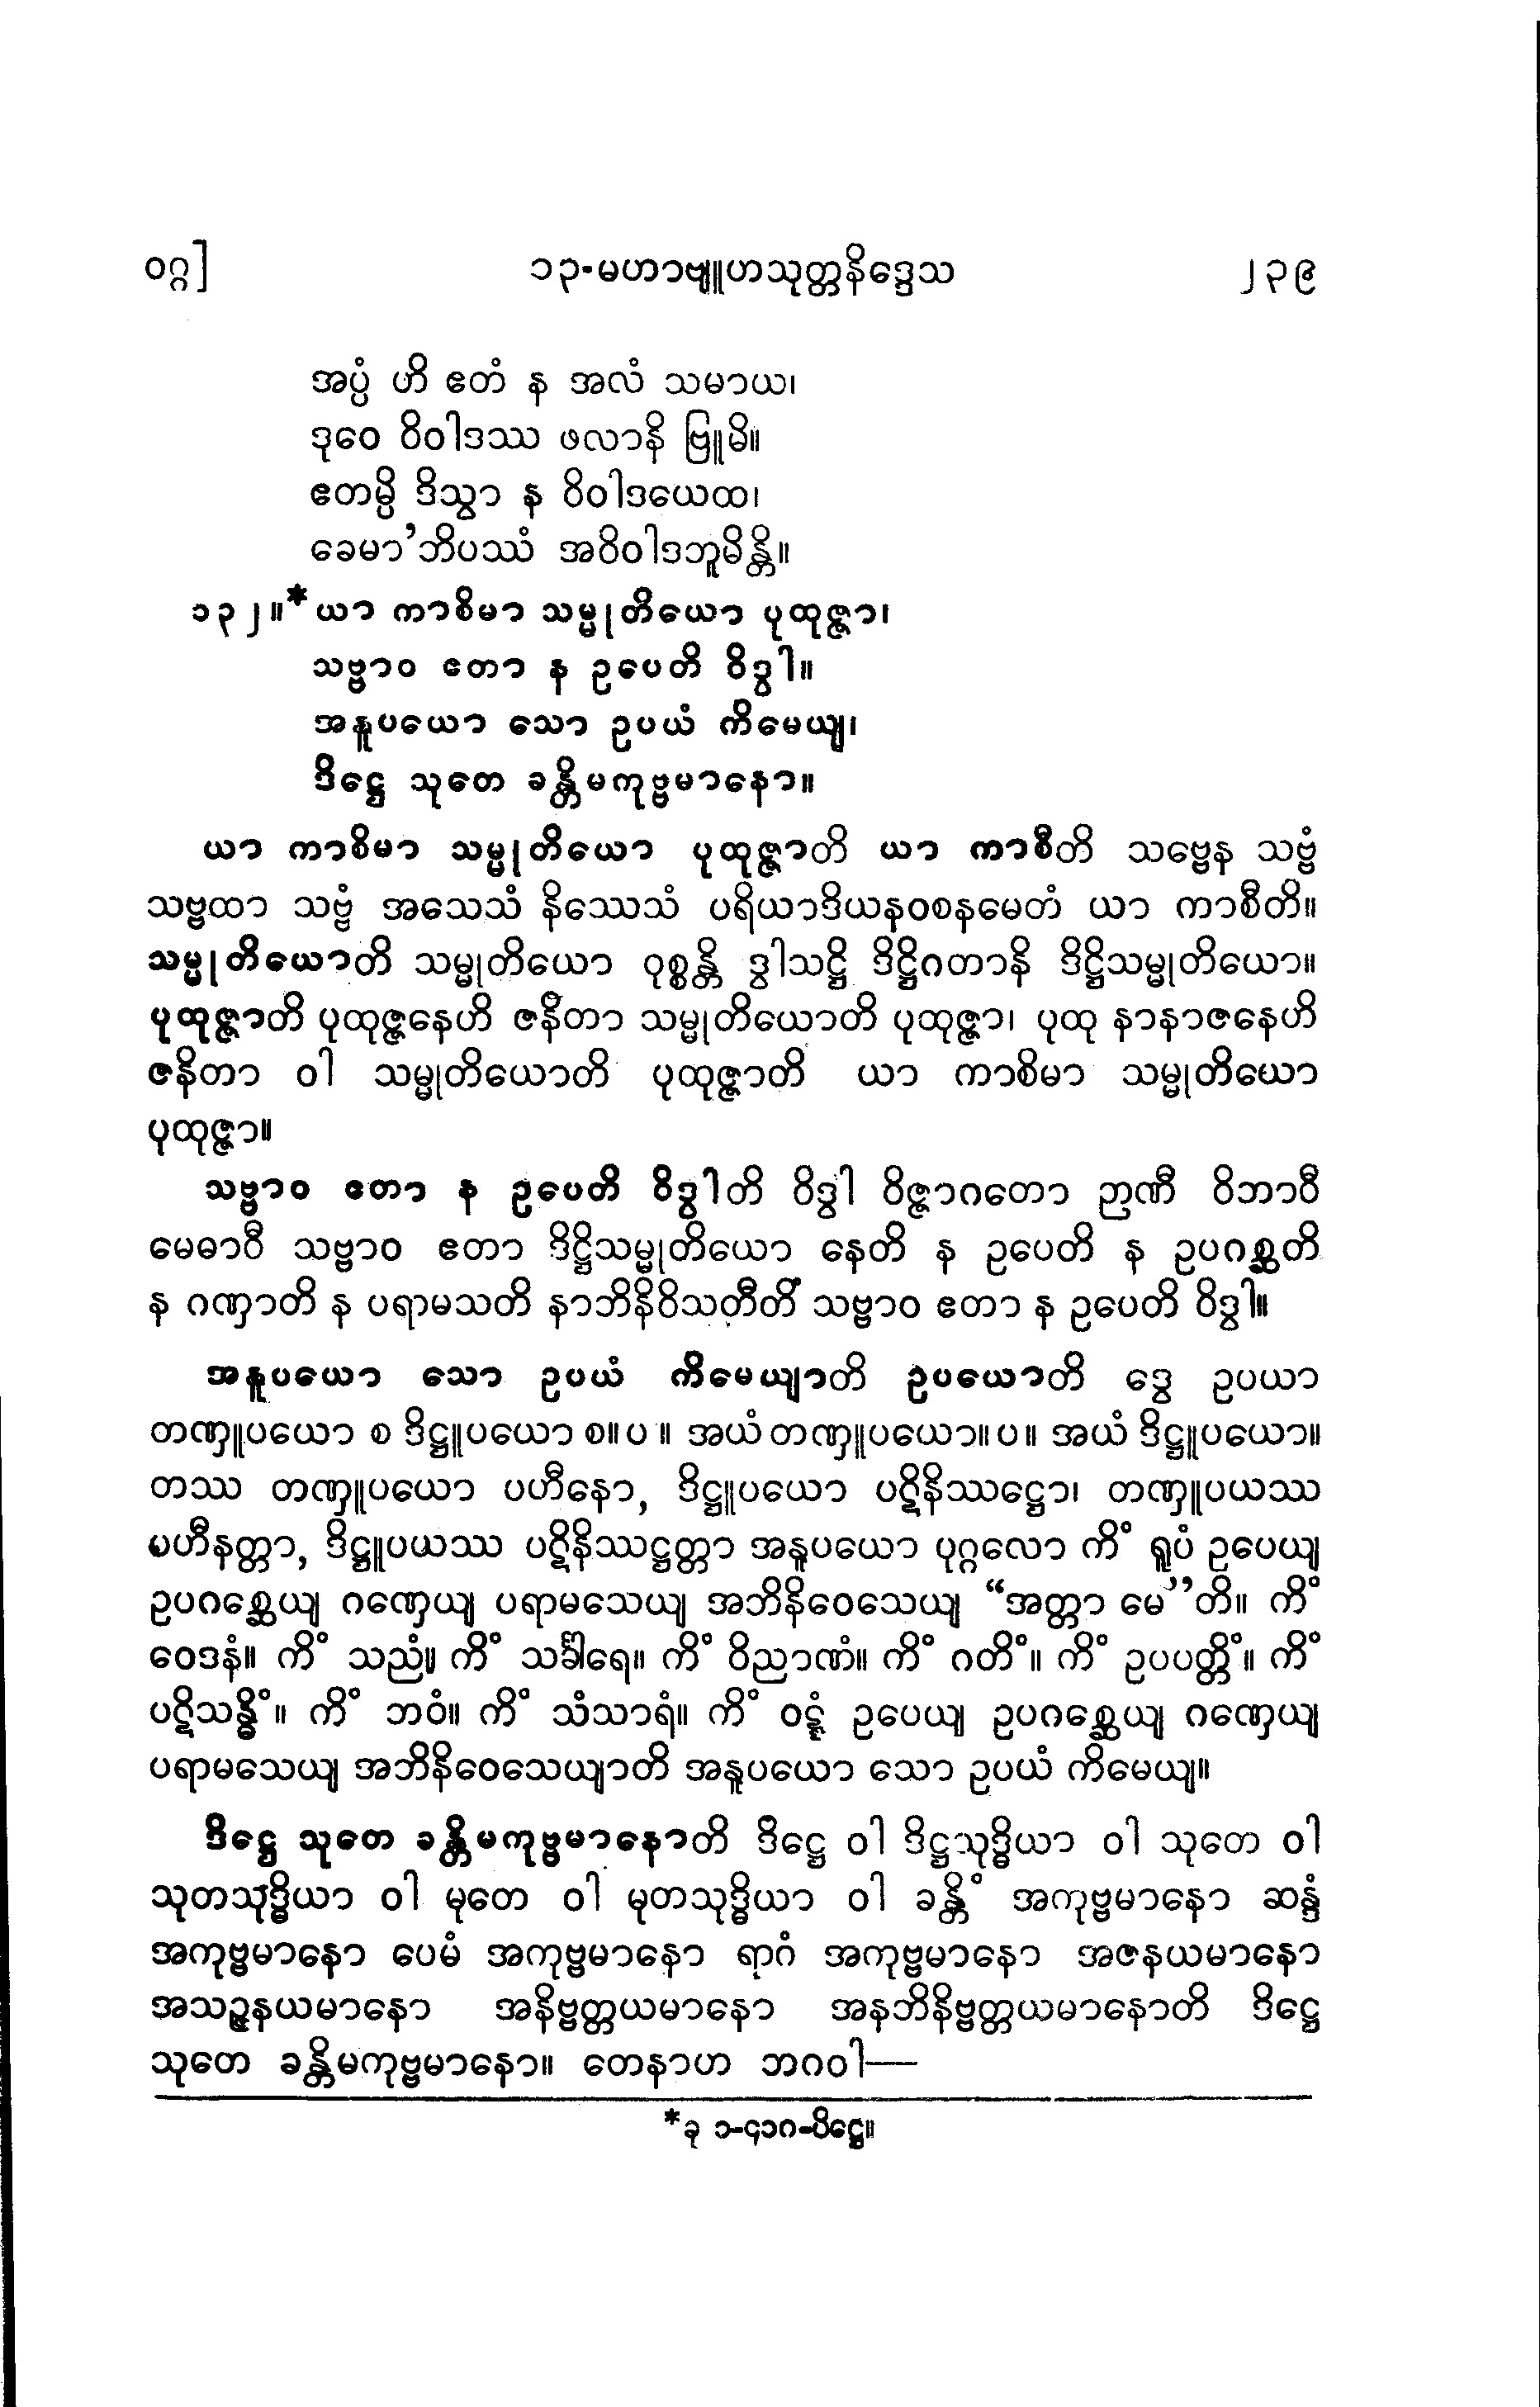 ဝဂ္ဂ]
၁၃-မဟာဗျူဟသုတ္တနိဒ္ဒေသ
၂၃၉
အပ္ပံ ဟိ ဧတံ န အလံ သမာယ၊
ဒုဝေ ဝိဝါဒဿ ဖလာနိ ဗြူမိ။
ဧတမ္ပိ ဒိသွာ န ဝိဝါဒယေထ၊
ခေမာ’ဘိပဿံ အဝိဝါဒဘူမိန္တိ။
၁၃၂။* ယာ ကာစိမာ သမ္မုတိယော ပုထုဇ္ဇာ၊
သဗ္ဗာဝ ဧတာ န ဥပေတိ ဝိဒွါ။
အနူပယော သော ဥပယံ ကိမေယျ၊
ဒိဋ္ဌေ သုတေ ခန္တိမကုဗ္ဗမာနော။
ယာ ကာစိမာ သမ္မုတိယော ပုထုဇ္ဇာတိ ယာ ကာစီတိ သဗ္ဗေန သဗ္ဗံ
သဗ္ဗထာ သဗ္ဗံ အသေသံ နိဿေသံ ပရိယာဒိယနဝစနမေတံ ယာ ကာစီတိ။
သမ္မုတိယောတိ သမ္မုတိယော ဝုစ္စန္တိ ဒွါသဋ္ဌိ ဒိဋ္ဌိဂတာနိ ဒိဋ္ဌိသမ္မုတိယော။
ပုထုဇ္ဇာတိ ပုထုဇ္ဇနေဟိ ဇနိတာ သမ္မုတိယောတိ ပုထုဇ္ဇာ၊ ပုထု နာနာဇနေဟိ
ဇနိတာ ဝါ သမ္မုတိယောတိ ပုထုဇ္ဇာတိ ယာ ကာစိမာ သမ္မုတိယော
ပုထုဇ္ဇာ။
သဗ္ဗာဝ ဧတာ န ဥပေတိ ဝိဒွါတိ ဝိဒွါ ဝိဇ္ဇာဂတော ဉာဏီ ဝိဘာဝီ
မေဓာဝီ သဗ္ဗာဝ ဧတာ ဒိဋ္ဌိသမ္မုတိယော နေတိ န ဥပေတိ န ဥပဂစ္ဆတိ
န ဂဏှာတိ န ပရာမသတိ နာဘိနိဝိသတီတိ သဗ္ဗာဝ ဧတာ န ဥပေတိ ဝိဒွါ။
အနူပယော သော ဥပယံ ကိမေယျာတိ ဥပယောတိ ဒွေ ဥပယာ
တဏှူပယော စ ဒိဋ္ဌူပယော စ။ပ။ အယံ တဏှူပယော။ပ။ အယံ ဒိဋ္ဌူပယော။
တဿ တဏှူပယော ပဟီနော, ဒိဋ္ဌူပယော ပဋိနိဿဋ္ဌော၊ တဏှူပယဿ
ပဟီနတ္တာ, ဒိဋ္ဌူပယဿ ပဋိနိဿဋ္ဌတ္တာ အနူပယော ပုဂ္ဂလော ကိံ ရူပံ ဥပေယျ
ဥပဂစ္ဆေယျ ဂဏှေယျ ပရာမသေယျ အဘိနိဝေသေယျ “အတ္တာ မေ”တိ။ ကိံ
ဝေဒနံ။ ကိံ သညံ။ ကိံ သင်္ခါရေ။ ကိံ ဝိညာဏံ။ ကိံ ဂတိံ။ ကိံ ဥပပတ္တိံ။ ကိံ
ပဋိသန္ဓိံ။ ကိံ ဘဝံ။ ကိံ သံသာရံ။ ကိံ ဝဋ္ဋံ ဥပေယျ ဥပဂစ္ဆေယျ ဂဏှေယျ
ပရာမသေယျ အဘိနိဝေသေယျာတိ အနူပယော သော ဥပယံ ကိမေယျ။
ဒိဋ္ဌေ သုတေ ခန္တိမကုဗ္ဗမာနောတိ ဒိဋ္ဌေ ဝါ ဒိဋ္ဌသုဒ္ဓိယာ ဝါ သုတေ ဝါ
သုတသုဒ္ဓိယာ ဝါ မုတေ ဝါ မုတသုဒ္ဓိယာ ဝါ ခန္တိံ အကုဗ္ဗမာနော ဆန္ဒံ
အကုဗ္ဗမာနော ပေမံ အကုဗ္ဗမာနော ရာဂံ အကုဗ္ဗမာနော အဇနယမာနော
အသဉ္ဇနယမာနော အနိဗ္ဗတ္တယမာနော အနဘိနိဗ္ဗတ္တယမာနောတိ ဒိဋ္ဌေ
သုတေ ခန္တိမကုဗ္ဗမာနော။ တေနာဟ ဘဂဝါ—
*ခု ၁-၄၁၈-ပိဋ္ဌေ။